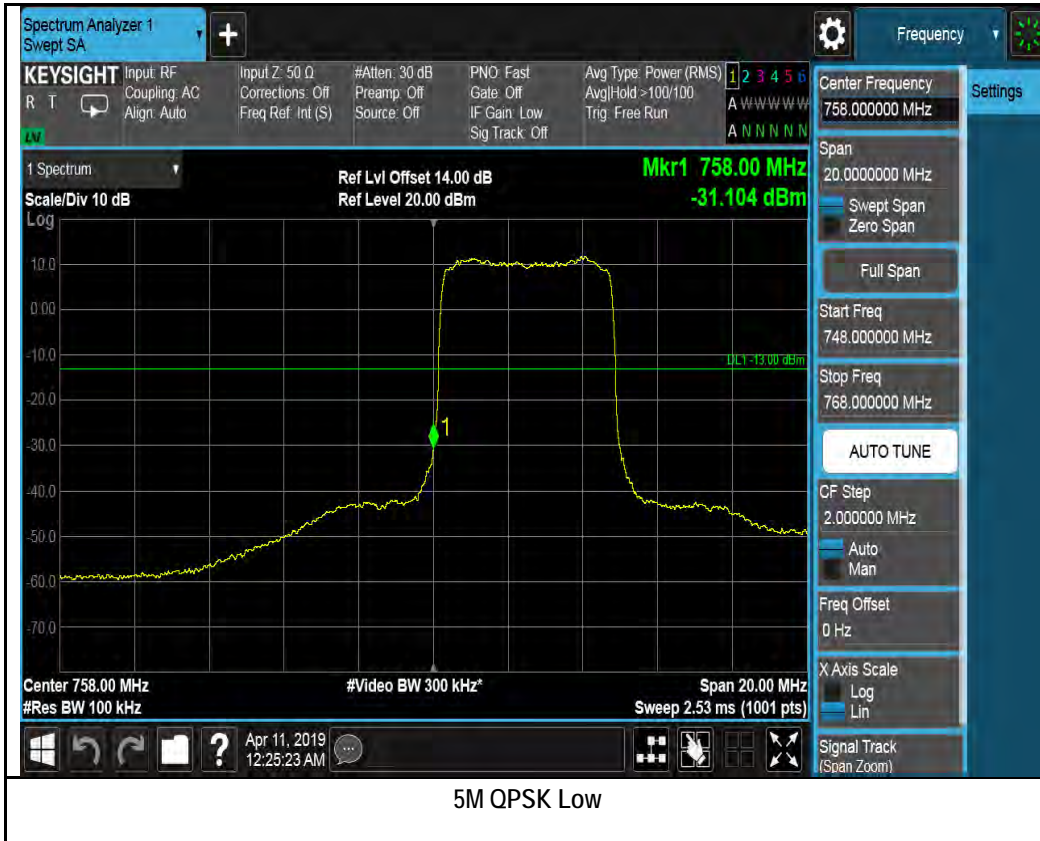 Spectrum Analyzer 1
Swept SA
+
Frequency
KEYSIGHT
R T
LV
Input: RF
Coupling: AC
Align: Auto
Input Z: 50 Ω
Corrections: Off
Freq Ref: Int (S)
#Atten: 30 dB
Preamp: Off
Source: Off
PNO: Fast
Gate: Off
IF Gain: Low
Sig Track: Off
Avg Type: Power (RMS)
Avg|Hold >100/100
Trig: Free Run
1 2 3 4 5 6
A W W W W W
A N N N N N
Center Frequency
758.000000 MHz
Settings
Span
20.0000000 MHz
Swept Span
Zero Span
Full Span
Start Freq
748.000000 MHz
Stop Freq
768.000000 MHz
AUTO TUNE
CF Step
2.000000 MHz
Auto
Man
Freq Offset
0 Hz
X Axis Scale
Log
Lin
Signal Track
(Span Zoom)
1 Spectrum
Scale/Div 10 dB
Ref Lvl Offset 14.00 dB
Ref Level 20.00 dBm
Mkr1 758.00 MHz
-31.104 dBm
Log
10.0
0.00
-10.0
DL1 -13.00 dBm
-20.0
-30.0
1
-40.0
-50.0
-60.0
-70.0
Center 758.00 MHz
#Video BW 300 kHz*
Span 20.00 MHz
#Res BW 100 kHz
Sweep 2.53 ms (1001 pts)
?
Apr 11, 2019
12:25:23 AM
5M QPSK Low